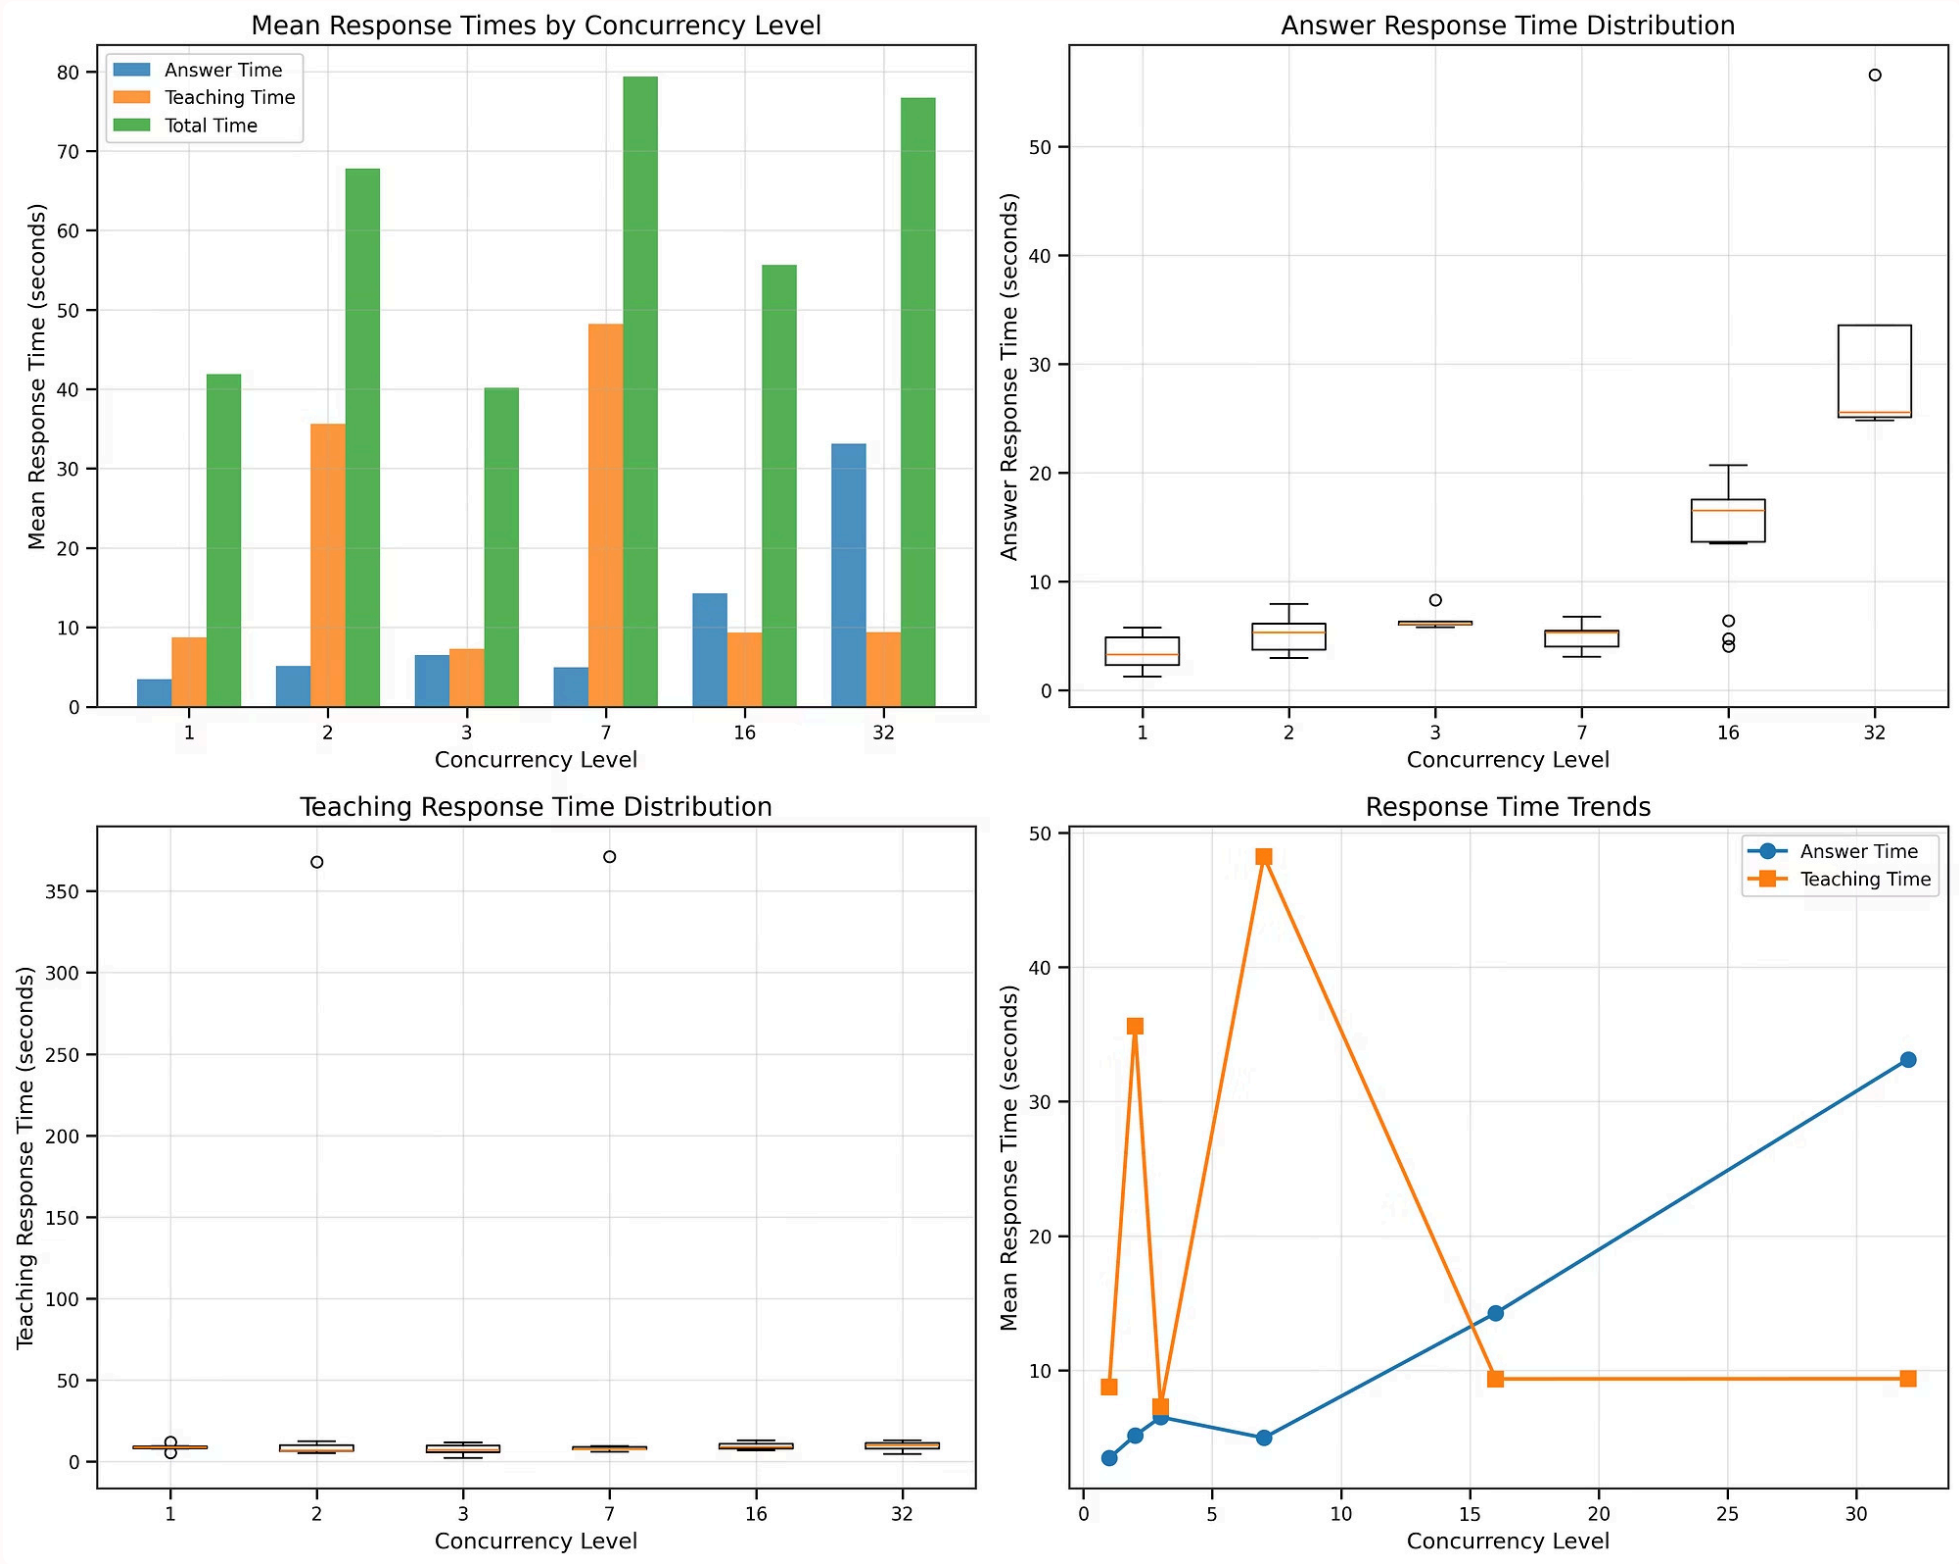 Mean Response Times by Concurrency Level
Answer Time
Teaching Time
Total Time
Mean Response Time (seconds)
80
70
60
50
40
30
20
10
0
1 2 3 7 16 32
Concurrency Level
Answer Response Time Distribution
Answer Response Time (seconds)
50
40
30
20
10
0
1 2 3 7 16 32
Concurrency Level
Teaching Response Time Distribution
Teaching Response Time (seconds)
350
300
250
200
150
100
50
0
1 2 3 7 16 32
Concurrency Level
Response Time Trends
Answer Time
Teaching Time
Mean Response Time (seconds)
50
40
30
20
10
0 5 10 15 20 25 30
Concurrency Level